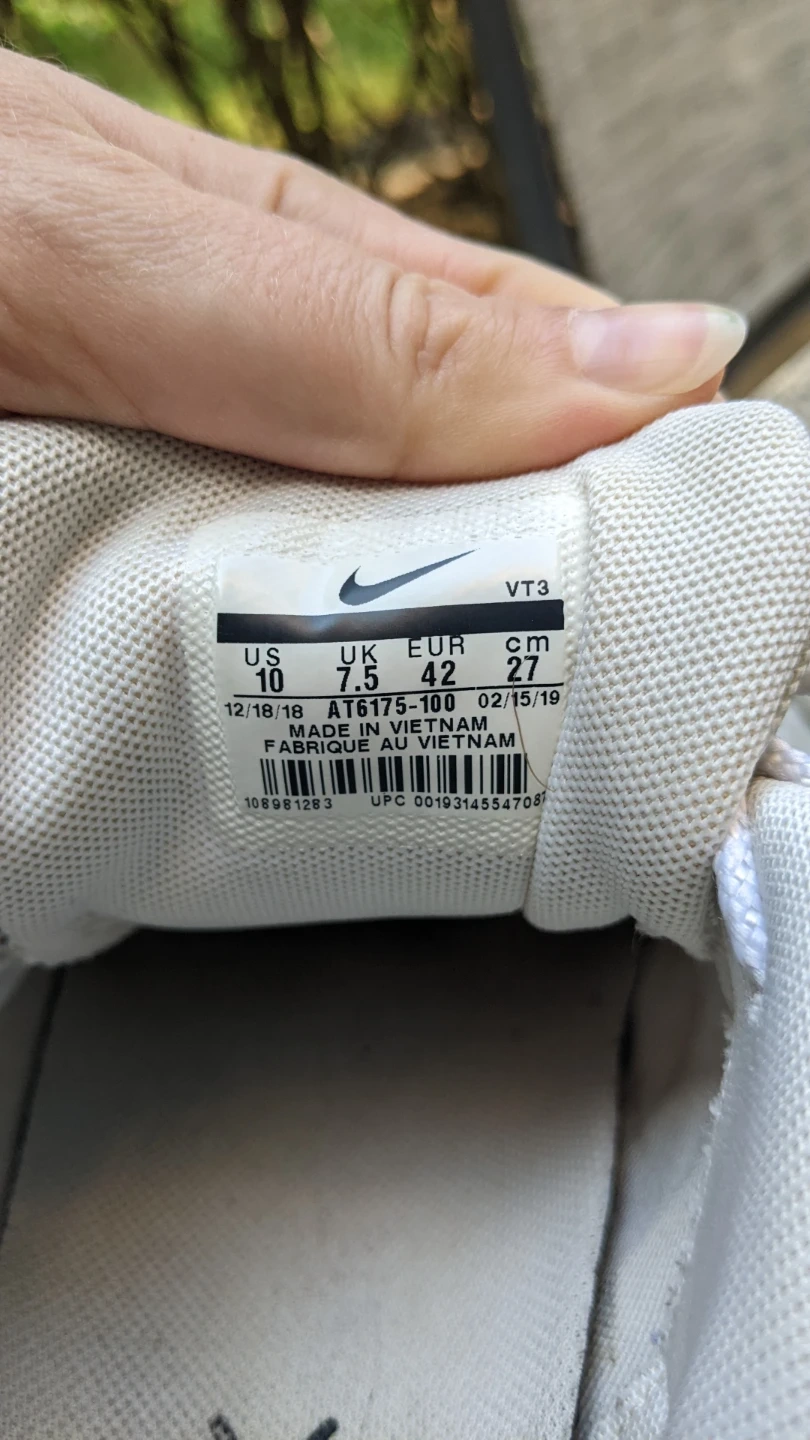 VT3
US UK EUR cm
10 7.5 42 27
12/18/18 AT6175-100 02/15/19
MADE IN VIETNAM
FABRIQUE AU VIETNAM
108981283 UPC 00193145547087